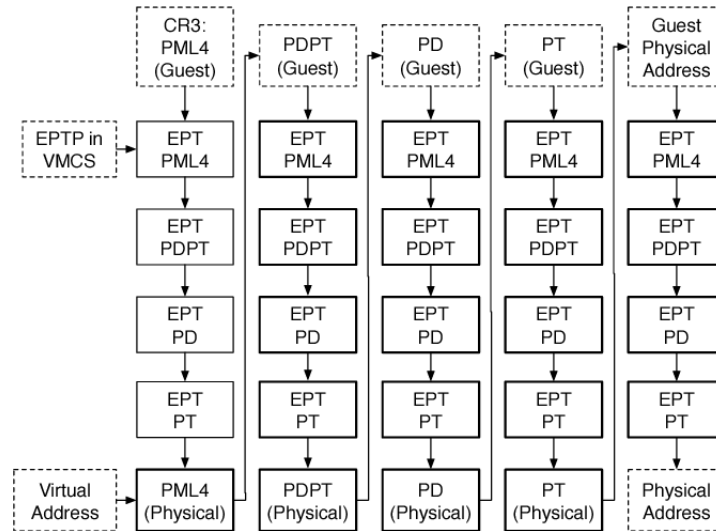 CR3:
PML4
(Guest)
PDPT
(Guest)
PD
(Guest)
PT
(Guest)
Guest
Physical
Address
EPTP in
VMCS
EPT
PML4
EPT
PML4
EPT
PML4
EPT
PML4
EPT
PML4
EPT
PDPT
EPT
PDPT
EPT
PDPT
EPT
PDPT
EPT
PDPT
EPT
PD
EPT
PD
EPT
PD
EPT
PD
EPT
PD
EPT
PT
EPT
PT
EPT
PT
EPT
PT
EPT
PT
Virtual
Address
PML4
(Physical)
PDPT
(Physical)
PD
(Physical)
PT
(Physical)
Physical
Address